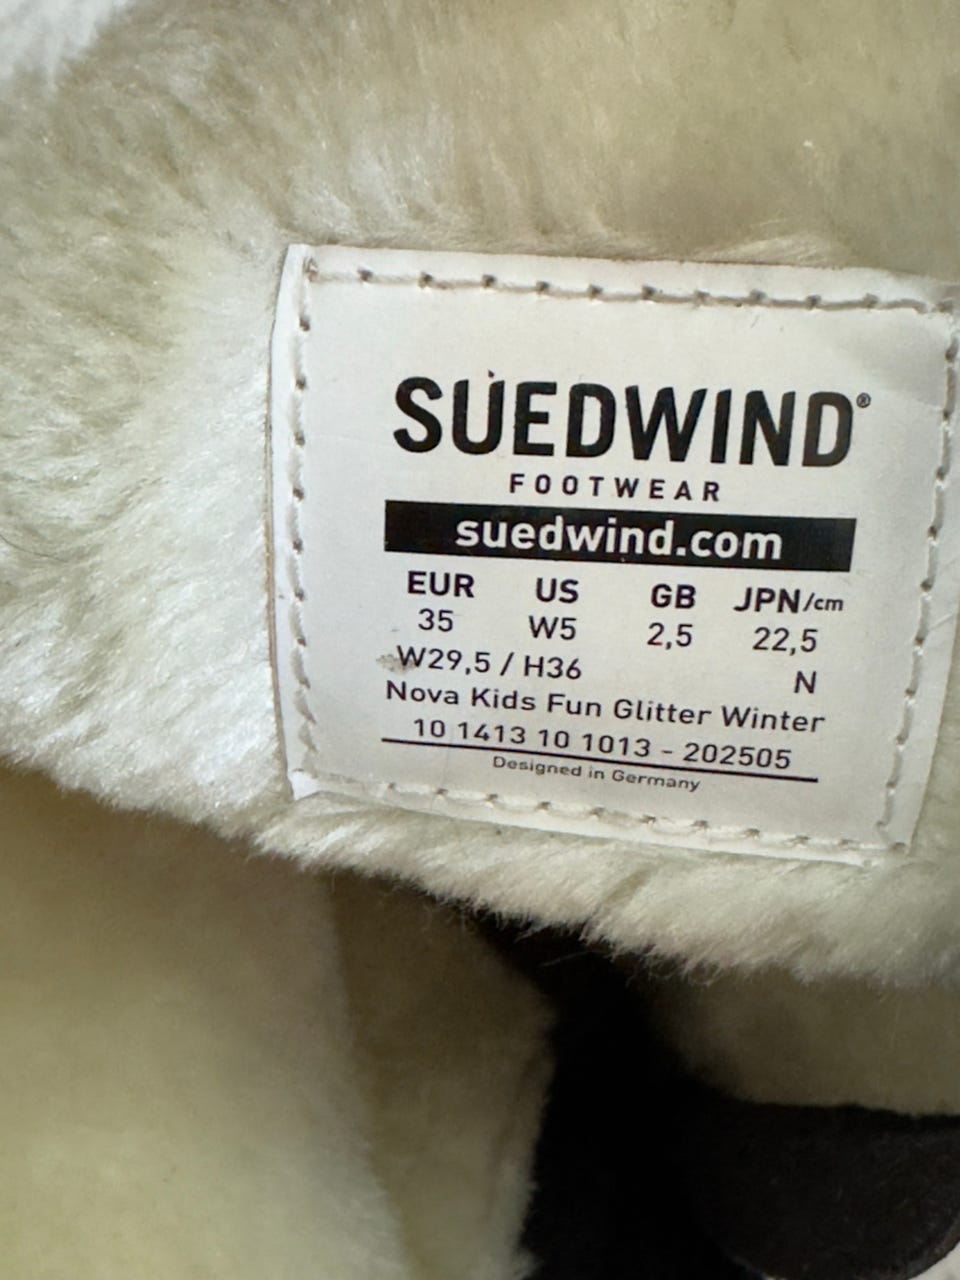 SUEDWIND®
FOOTWEAR
suedwind.com
EUR US GB JPN/cm
35 W5 2,5 22,5
W29,5 / H36 N
Nova Kids Fun Glitter Winter
10 1413 10 1013 - 202505
Designed in Germany